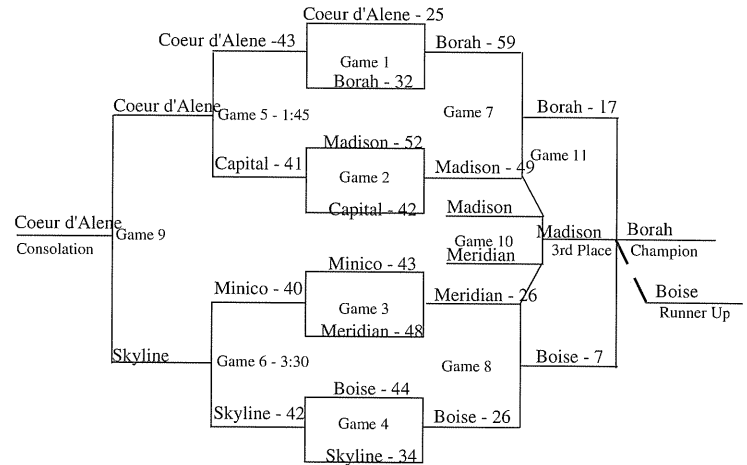 Coeur d'Alene - 25
Coeur d'Alene -43
Borah - 59
Game 1
Borah - 32
Coeur d'Alene
Game 5 - 1:45
Game 7
Borah - 17
Madison - 52
Capital - 41
Game 2
Madison - 49
Game 11
Capital - 42
Madison
Coeur d'Alene
Game 9
Consolation
Game 10
Madison
Borah
Meridian
3rd Place
Champion
Minico - 43
Minico - 40
Game 3
Meridian - 26
Boise
Runner Up
Meridian - 48
Skyline
Game 6 - 3:30
Game 8
Boise - 7
Boise - 44
Skyline - 42
Game 4
Boise - 26
Skyline - 34